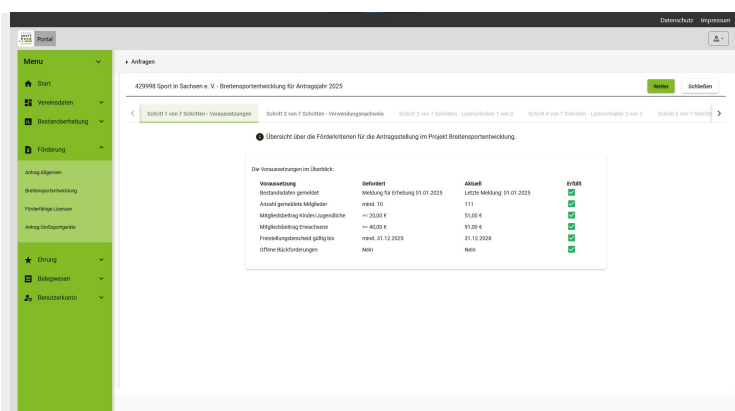 Datenschutz Impressum
Portal
Menu
Start
Vereinsdaten
Bestandserhebung
Förderung
Antrag Allgemein
Breitensportentwicklung
Förderfähige Lizenzen
Antrag Großsportgeräte
Ehrung
Belegwesen
Benutzerkonto
Anfragen
429998 Sport in Sachsen e. V. - Breitensportentwicklung für Antragsjahr 2025
Weiter Schließen
Schritt 1 von 7 Schritten - Voraussetzungen Schritt 2 von 7 Schritten - Verwendungsnachweis Schritt 3 von 7 Schritten - Lizenzinhaber 1 von 2 Schritt 4 von 7 Schritten - Lizenzinhaber 2 von 2 Schritt 5 von 7 Schritte
Übersicht über die Förderkriterien für die Antragsstellung im Projekt Breitensportentwicklung.
Die Voraussetzungen im Überblick:
Voraussetzung Gefordert Aktuell Erfüllt
Bestandsdaten gemeldet Meldung für Erhebung 01.01.2025 Letzte Meldung: 01.01.2025
Anzahl gemeldete Mitglieder mind. 10 111
Mitgliedsbeitrag Kinder/Jugendliche >= 20,00 € 51,00 €
Mitgliedsbeitrag Erwachsene >= 40,00 € 91,00 €
Freistellungsbescheid gültig bis mind. 31.12.2025 31.12.2028
Offene Rückforderungen Nein Nein